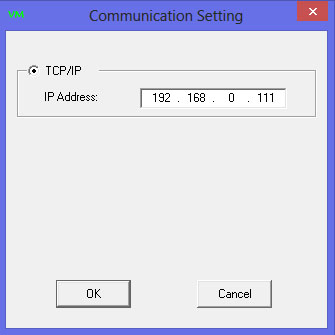 VM Communication Setting
TCP/IP
IP Address: 192 . 168 . 0 . 111
OK Cancel